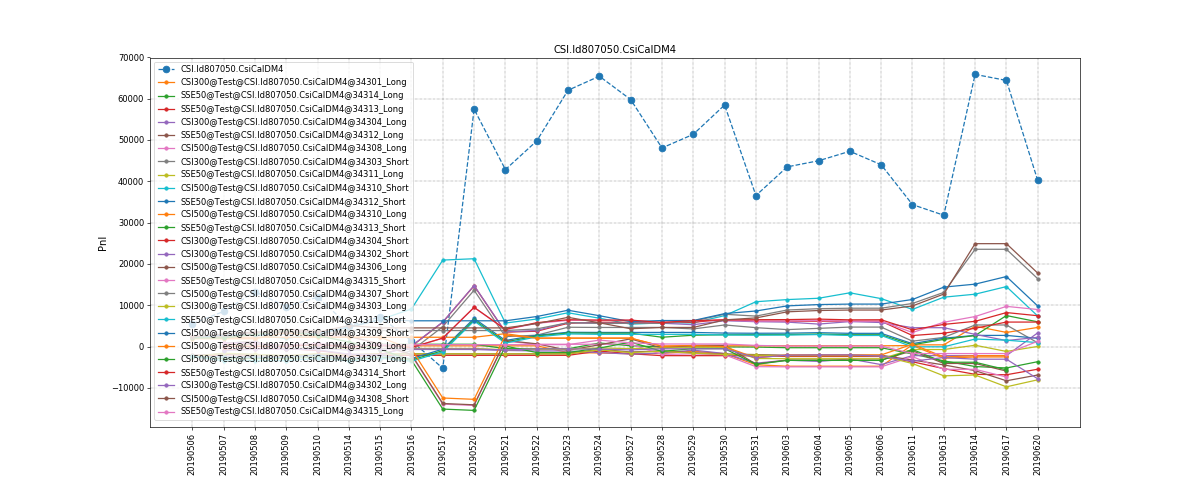 CSI.Id807050.CsiCalDM4
70000
60000
50000
40000
30000
20000
10000
0
−10000
Pnl
CSI.Id807050.CsiCalDM4
CSI300@Test@CSI.Id807050.CsiCalDM4@34301_Long
SSE50@Test@CSI.Id807050.CsiCalDM4@34314_Long
SSE50@Test@CSI.Id807050.CsiCalDM4@34313_Long
CSI300@Test@CSI.Id807050.CsiCalDM4@34304_Long
SSE50@Test@CSI.Id807050.CsiCalDM4@34312_Long
CSI500@Test@CSI.Id807050.CsiCalDM4@34308_Long
CSI300@Test@CSI.Id807050.CsiCalDM4@34303_Short
SSE50@Test@CSI.Id807050.CsiCalDM4@34311_Long
CSI500@Test@CSI.Id807050.CsiCalDM4@34310_Short
SSE50@Test@CSI.Id807050.CsiCalDM4@34312_Short
CSI500@Test@CSI.Id807050.CsiCalDM4@34310_Long
SSE50@Test@CSI.Id807050.CsiCalDM4@34313_Short
CSI300@Test@CSI.Id807050.CsiCalDM4@34304_Short
CSI300@Test@CSI.Id807050.CsiCalDM4@34302_Short
CSI500@Test@CSI.Id807050.CsiCalDM4@34306_Long
SSE50@Test@CSI.Id807050.CsiCalDM4@34315_Short
CSI500@Test@CSI.Id807050.CsiCalDM4@34307_Short
CSI300@Test@CSI.Id807050.CsiCalDM4@34303_Long
SSE50@Test@CSI.Id807050.CsiCalDM4@34311_Short
CSI500@Test@CSI.Id807050.CsiCalDM4@34309_Short
CSI500@Test@CSI.Id807050.CsiCalDM4@34309_Long
CSI500@Test@CSI.Id807050.CsiCalDM4@34307_Long
SSE50@Test@CSI.Id807050.CsiCalDM4@34314_Short
CSI300@Test@CSI.Id807050.CsiCalDM4@34302_Long
CSI500@Test@CSI.Id807050.CsiCalDM4@34308_Short
SSE50@Test@CSI.Id807050.CsiCalDM4@34315_Long
20190506
20190507
20190508
20190509
20190510
20190514
20190515
20190516
20190517
20190520
20190521
20190522
20190523
20190524
20190527
20190528
20190529
20190530
20190531
20190603
20190604
20190605
20190606
20190611
20190613
20190614
20190617
20190620